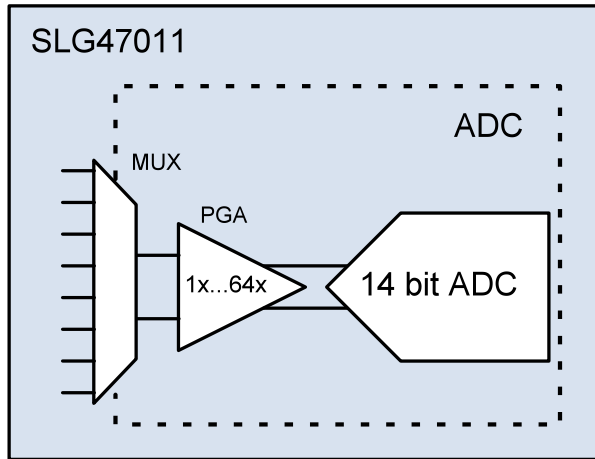 SLG47011
ADC
MUX
PGA
1x...64x
14 bit ADC